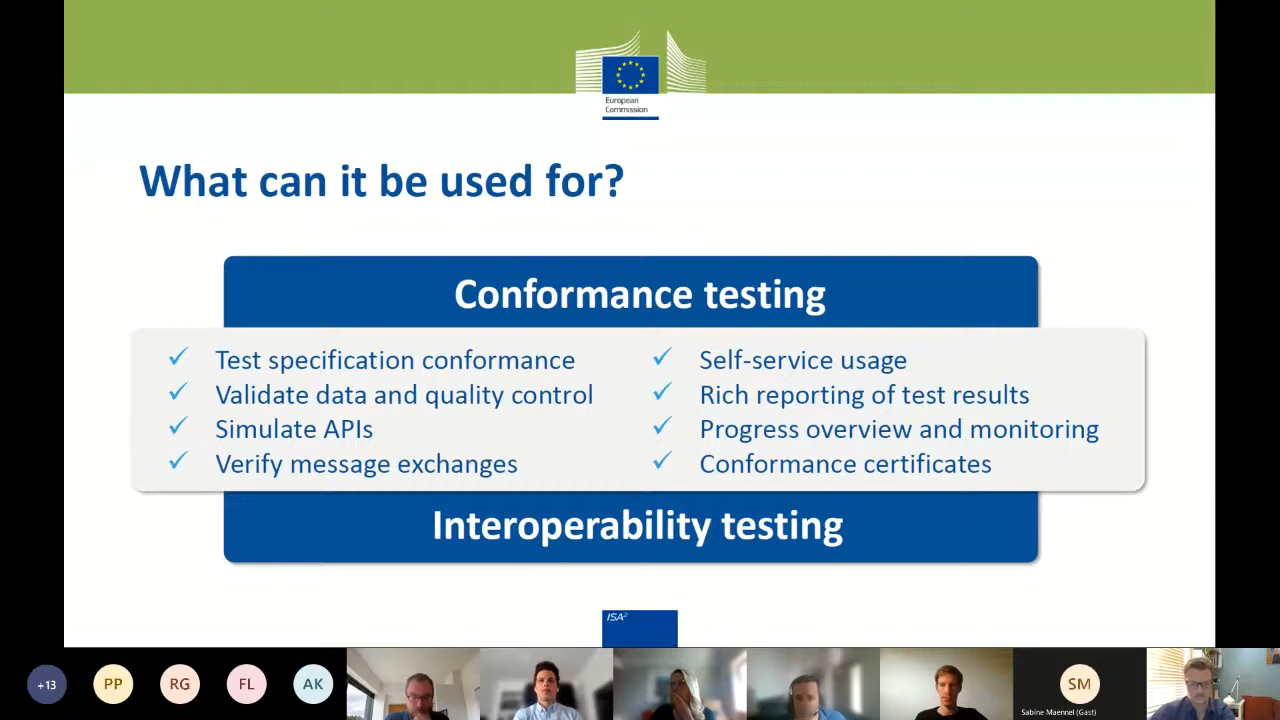 European
Commission
What can it be used for?
Conformance testing
✓ Test specification conformance
✓ Validate data and quality control
✓ Simulate APIs
✓ Verify message exchanges
✓ Self-service usage
✓ Rich reporting of test results
✓ Progress overview and monitoring
✓ Conformance certificates
Interoperability testing
ISA²
+13
PP
RG
FL
AK
SM
Sabine Maennel (Gast)